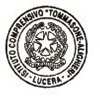 ISTITUTO COMPRENSIVO "TOMMASONE-ALIGHIERI"
- LUCERA -